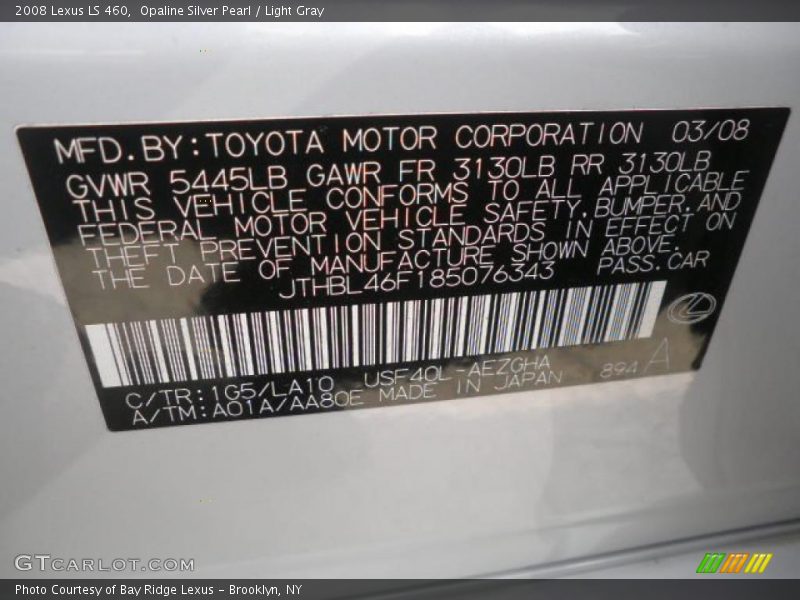 2008 Lexus LS 460,  Opaline Silver Pearl / Light Gray
MFD. BY: TOYOTA MOTOR CORPORATION 03/08
GVWR 5445LB GAWR FR 3130LB RR 3130LB
THIS VEHICLE CONFORMS TO ALL APPLICABLE
FEDERAL MOTOR VEHICLE SAFETY, BUMPER, AND
THEFT PREVENTION STANDARDS IN EFFECT ON
THE DATE OF MANUFACTURE SHOWN ABOVE.
JTHBL46F185076343 PASS. CAR
C/TR: 1G5/LA10 USF40L-AEZGHA
A/TM: A01A/AA80E MADE IN JAPAN 894 A
GTCARLOT.COM
Photo Courtesy of Bay Ridge Lexus - Brooklyn, NY